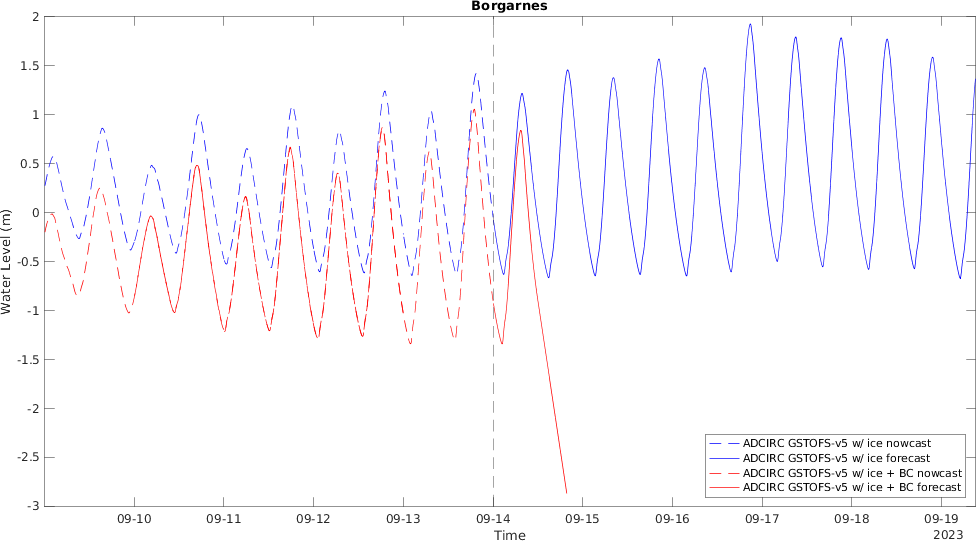 Borgarnes
2
1.5
1
0.5
0
-0.5
-1
-1.5
-2
-2.5
-3
Water Level (m)
09-10 09-11 09-12 09-13 09-14 09-15 09-16 09-17 09-18 09-19
Time
2023
ADCIRC GSTOFS-v5 w/ ice nowcast
ADCIRC GSTOFS-v5 w/ ice forecast
ADCIRC GSTOFS-v5 w/ ice + BC nowcast
ADCIRC GSTOFS-v5 w/ ice + BC forecast